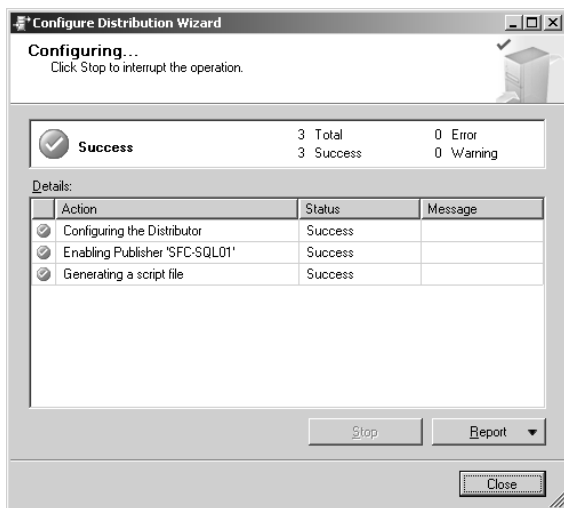 Configure Distribution Wizard
Configuring...
Click Stop to interrupt the operation.
Success
3 Total
0 Error
3 Success
0 Warning
Details:
Action Status Message
Configuring the Distributor Success
Enabling Publisher 'SFC-SQL01' Success
Generating a script file Success
Stop Report
Close